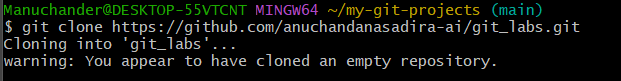 Manuchander@DESKTOP-55VTCNT MINGW64 ~/my-git-projects (main)
$ git clone https://github.com/anuchandanasadira-ai/git_labs.git
Cloning into 'git_labs'...
warning: You appear to have cloned an empty repository.